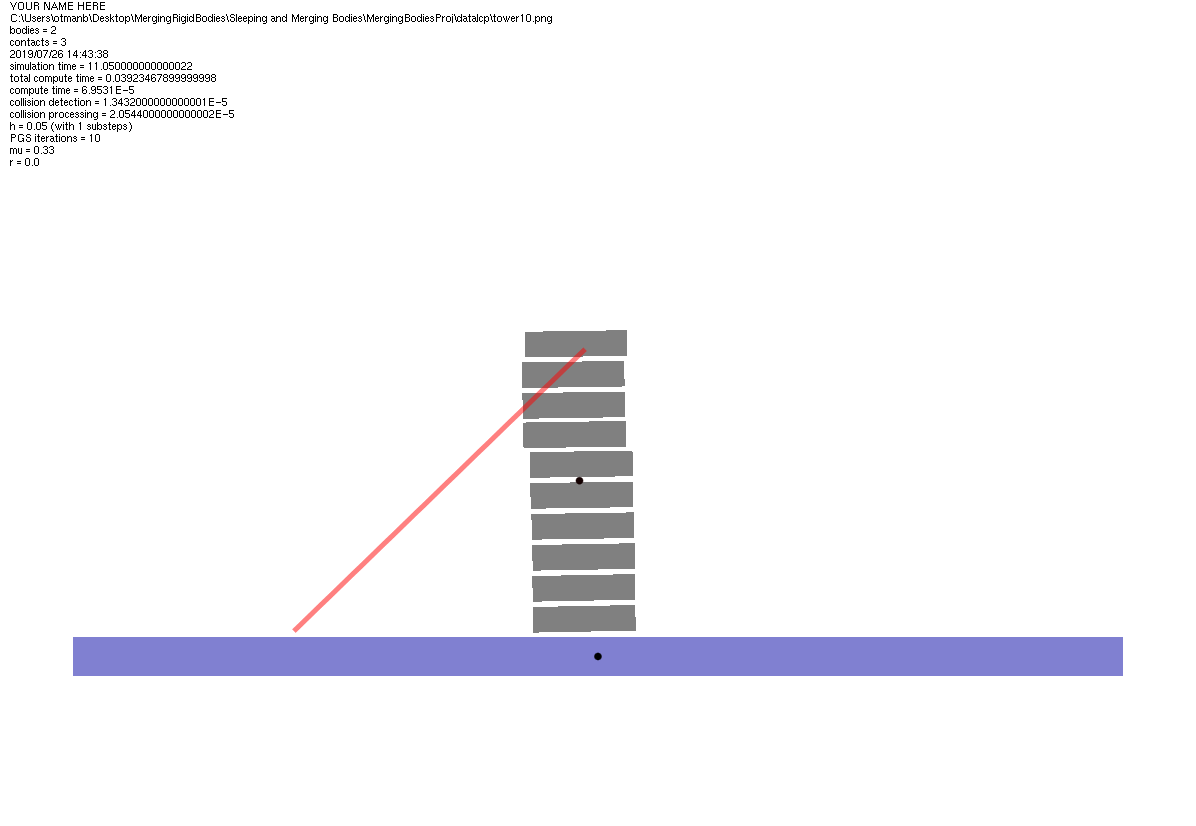 YOUR NAME HERE
C:\Users\otmanb\Desktop\MergingRigidBodies\Sleeping and Merging Bodies\MergingBodiesProj\datalcp\tower10.png
bodies = 2
contacts = 3
2019/07/26 14:43:38
simulation time = 11.050000000000022
total compute time = 0.03923467899999998
compute time = 6.9531E-5
collision detection = 1.3432000000000001E-5
collision processing = 2.0544000000000002E-5
h = 0.05 (with 1 substeps)
PGS iterations = 10
mu = 0.33
r = 0.0